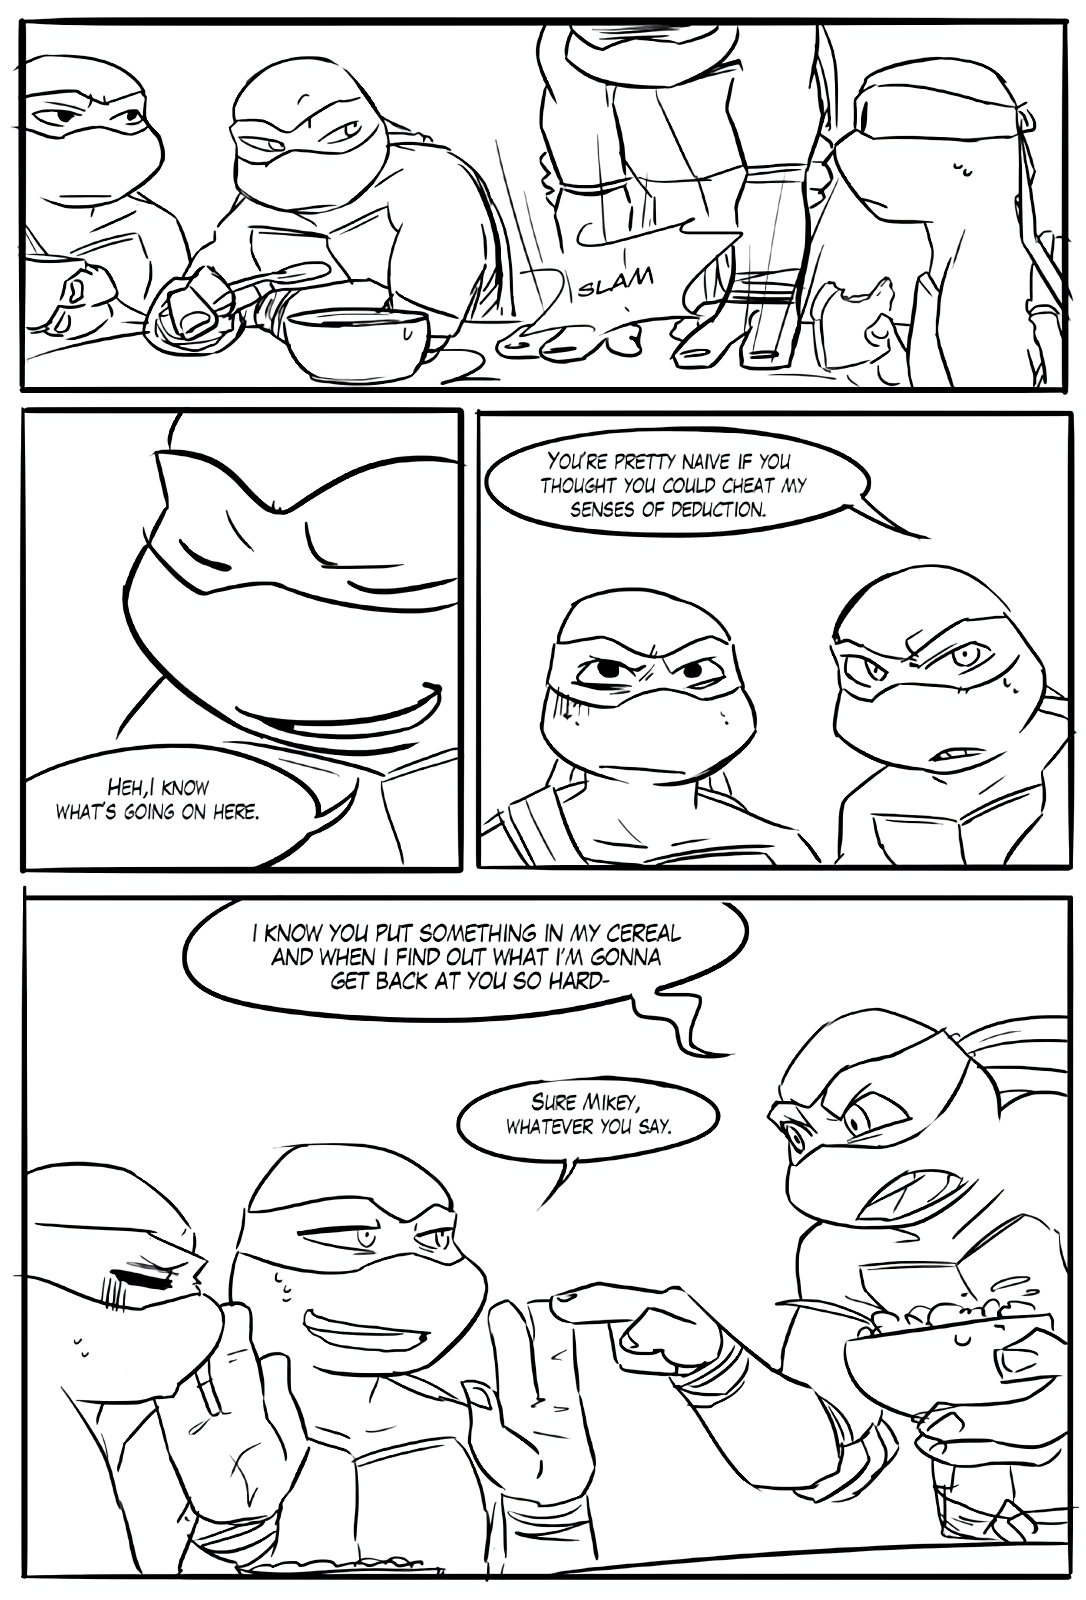 SLAM
HEH,I KNOW
WHAT'S GOING ON HERE.
YOU'RE PRETTY NAIVE IF YOU
THOUGHT YOU COULD CHEAT MY
SENSES OF DEDUCTION.
I KNOW YOU PUT SOMETHING IN MY CEREAL
AND WHEN I FIND OUT WHAT I'M GONNA
GET BACK AT YOU SO HARD-
SURE MIKEY,
WHATEVER YOU SAY.